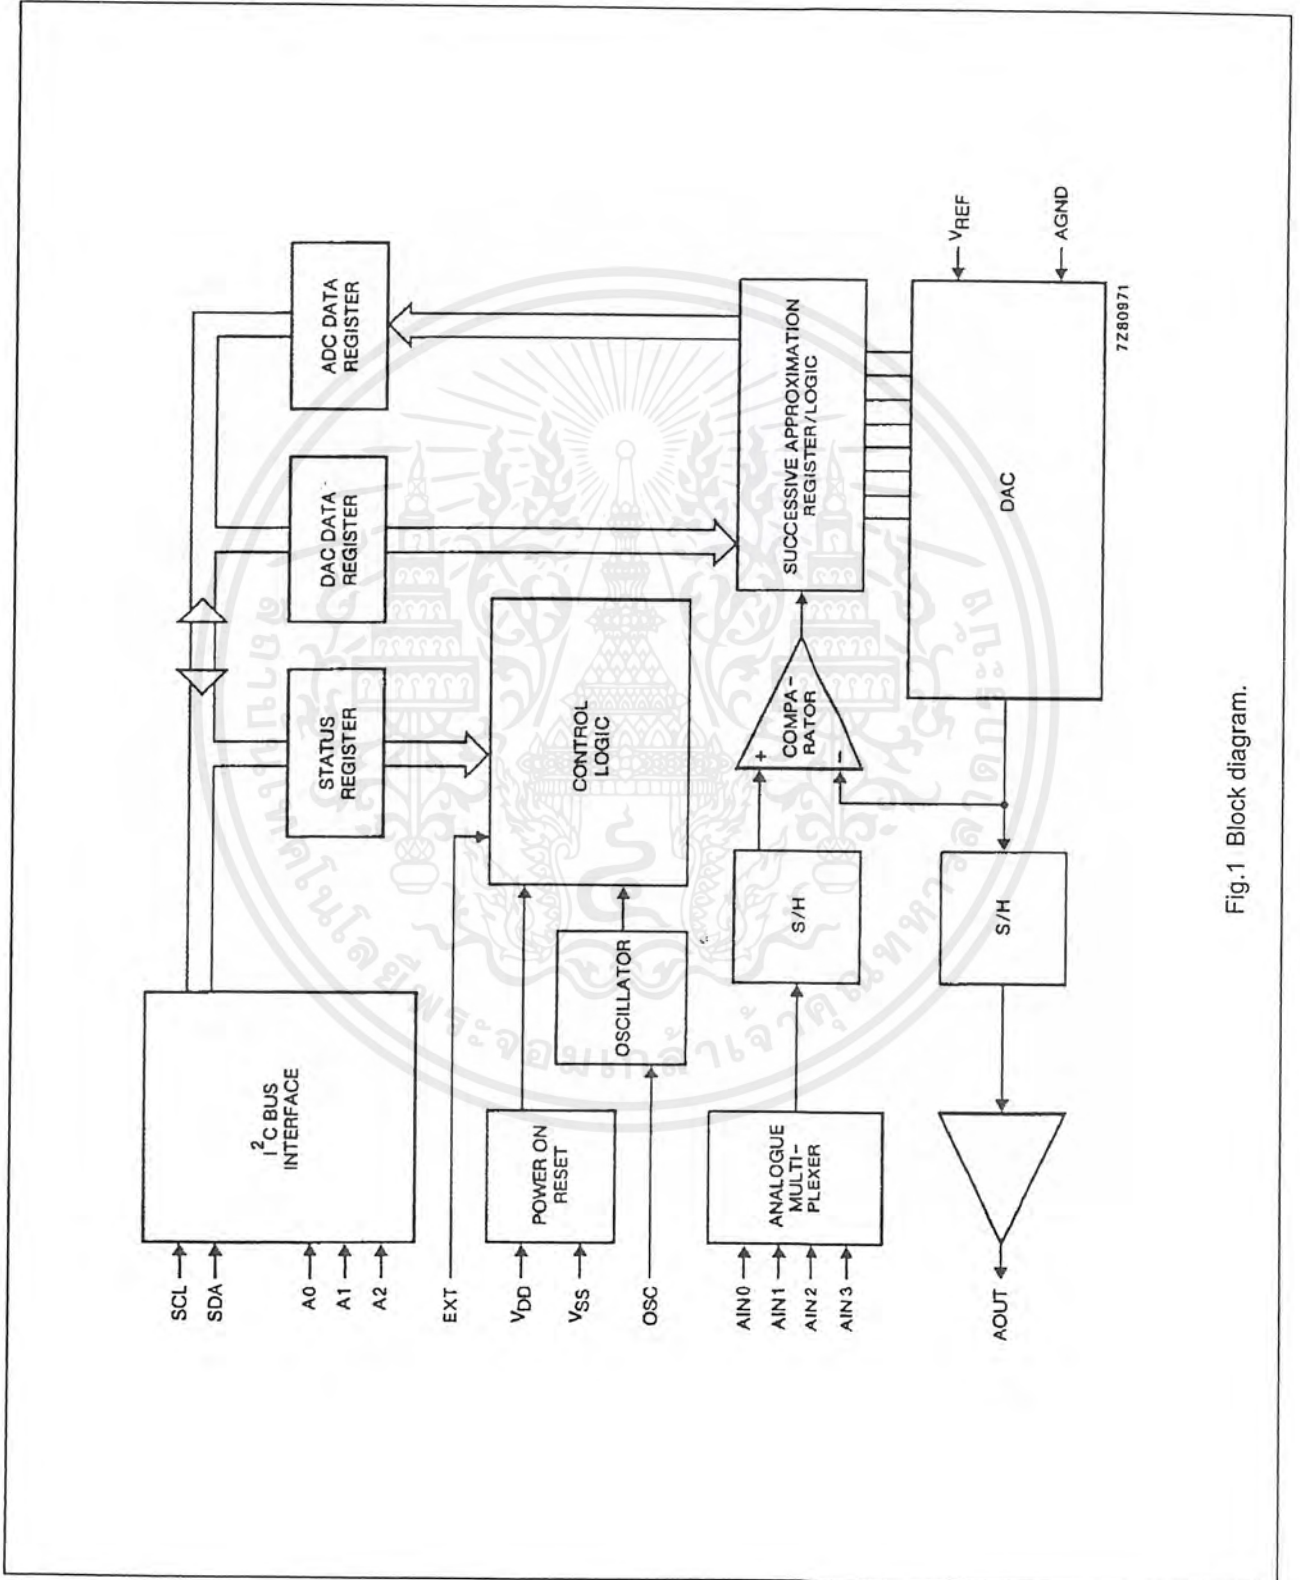 SCL
SDA
A0
A1
A2
I²C BUS
INTERFACE
STATUS
REGISTER
DAC DATA
REGISTER
ADC DATA
REGISTER
EXT
VDD
VSS
POWER ON
RESET
OSC
OSCILLATOR
CONTROL
LOGIC
AIN0
AIN1
AIN2
AIN3
ANALOGUE
MULTI-
PLEXER
S/H
+
COMPA-
RATOR
-
SUCCESSIVE APPROXIMATION
REGISTER/LOGIC
AOUT
S/H
DAC
VREF
AGND
7Z80971
Fig.1 Block diagram.